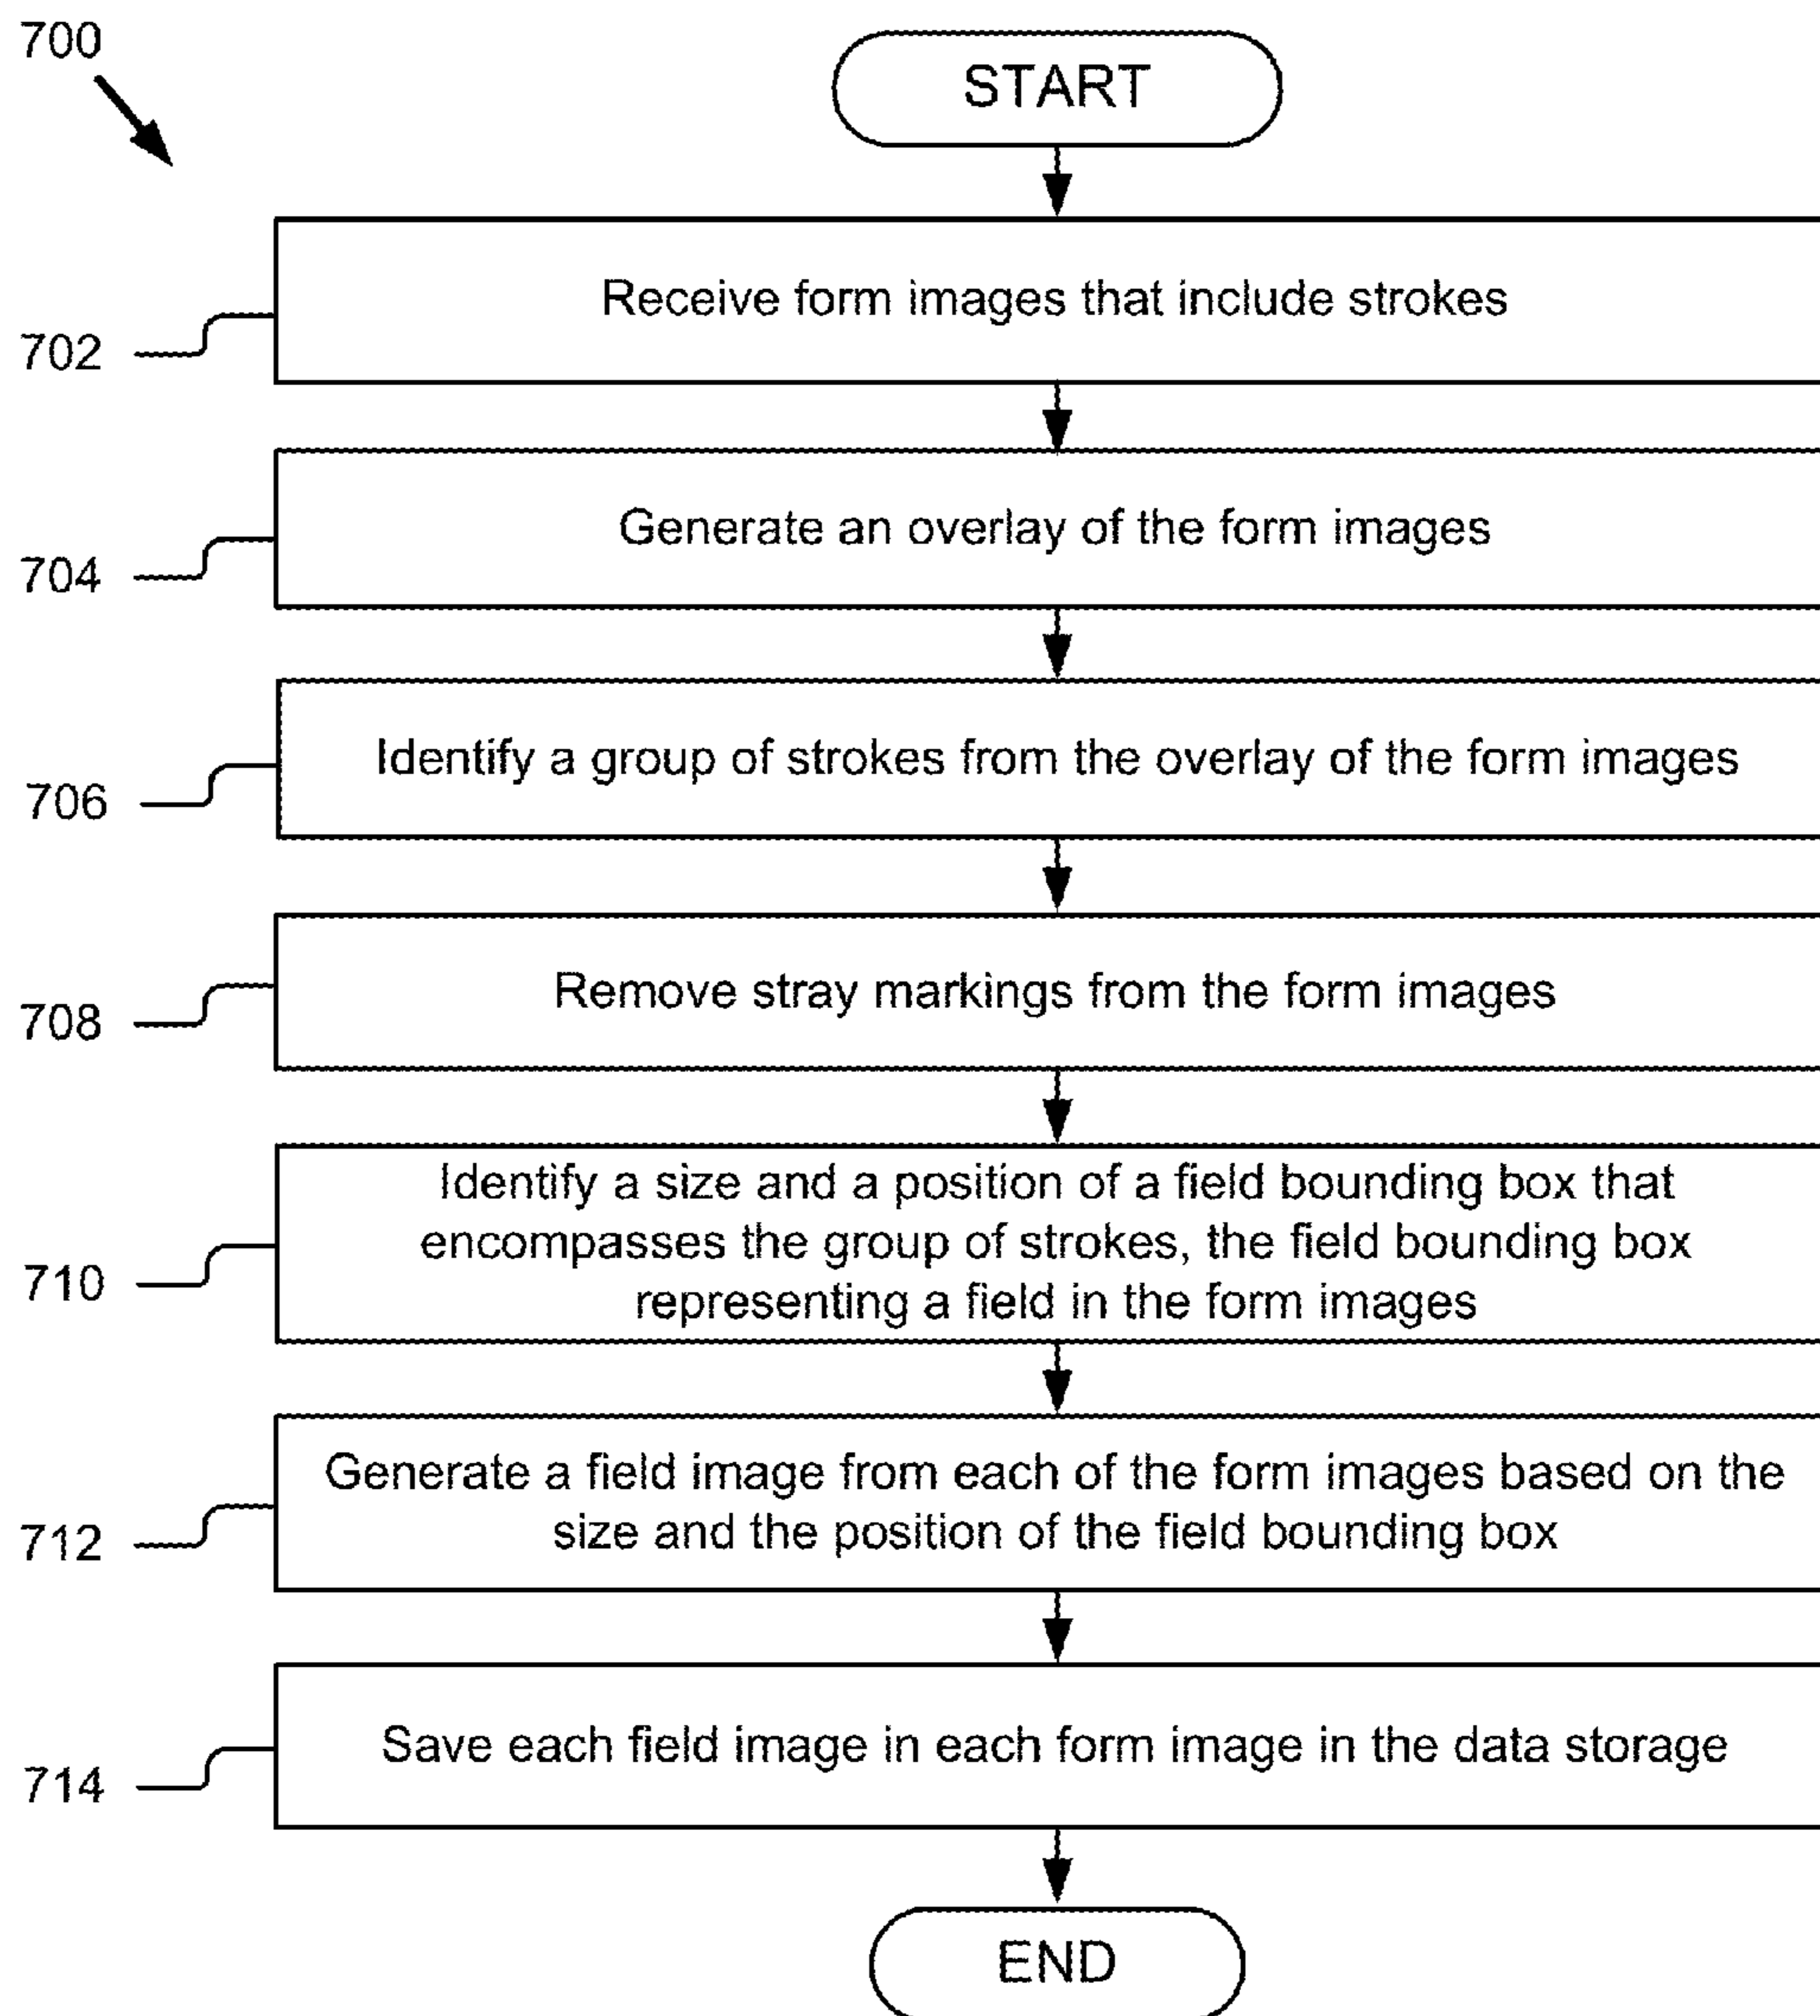 700
START
Receive form images that include strokes
702
Generate an overlay of the form images
704
Identify a group of strokes from the overlay of the form images
706
Remove stray markings from the form images
708
Identify a size and a position of a field bounding box that
encompasses the group of strokes, the field bounding box
representing a field in the form images
710
Generate a field image from each of the form images based on the
size and the position of the field bounding box
712
Save each field image in each form image in the data storage
714
END